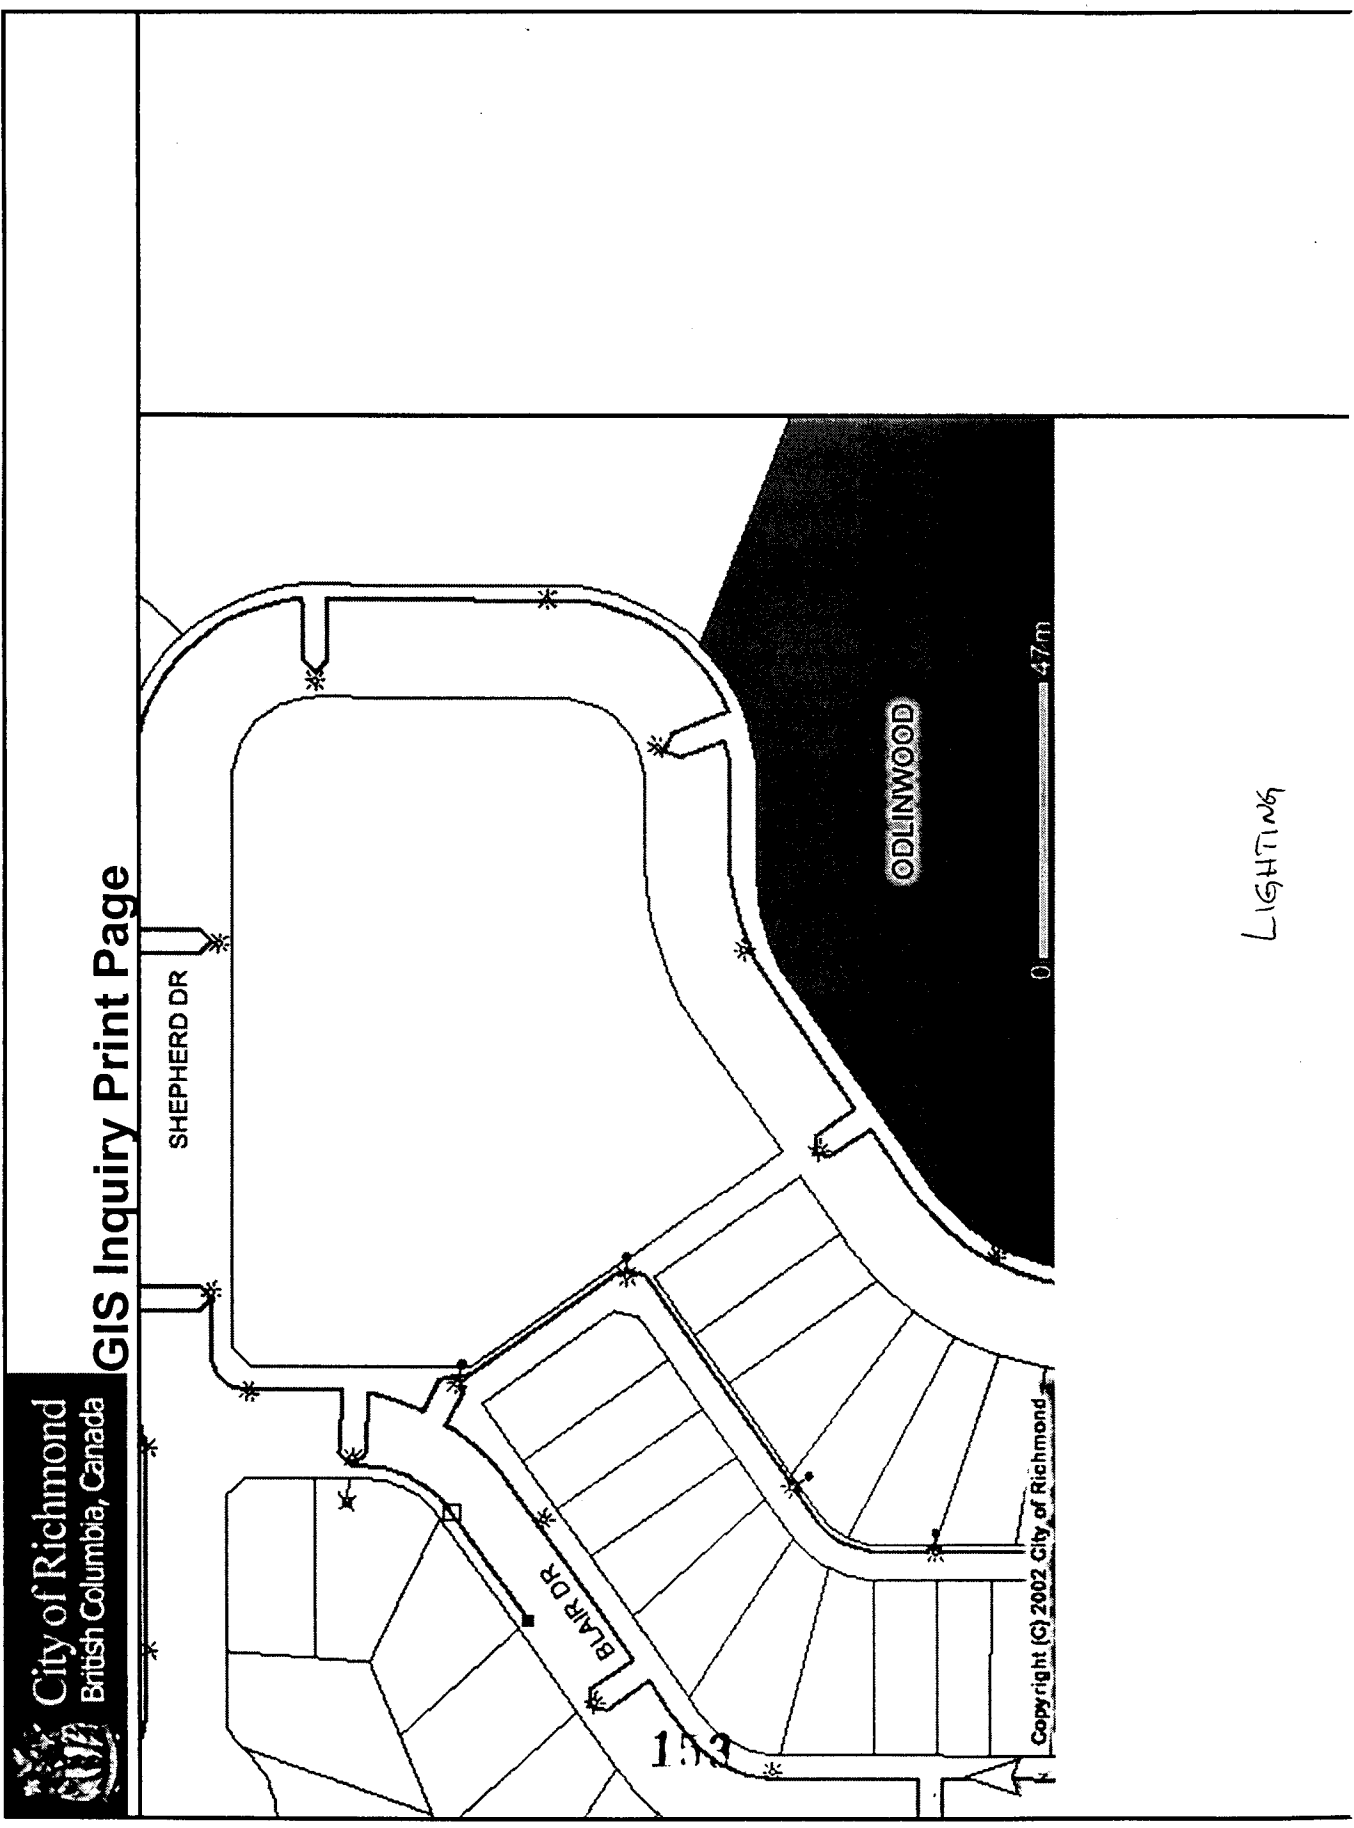 City of Richmond
British Columbia, Canada
GIS Inquiry Print Page
SHEPHERD DR
BLAIR DR
ODLINWOOD
0 47m
Copyright (C) 2002 City of Richmond
153
LIGHTING